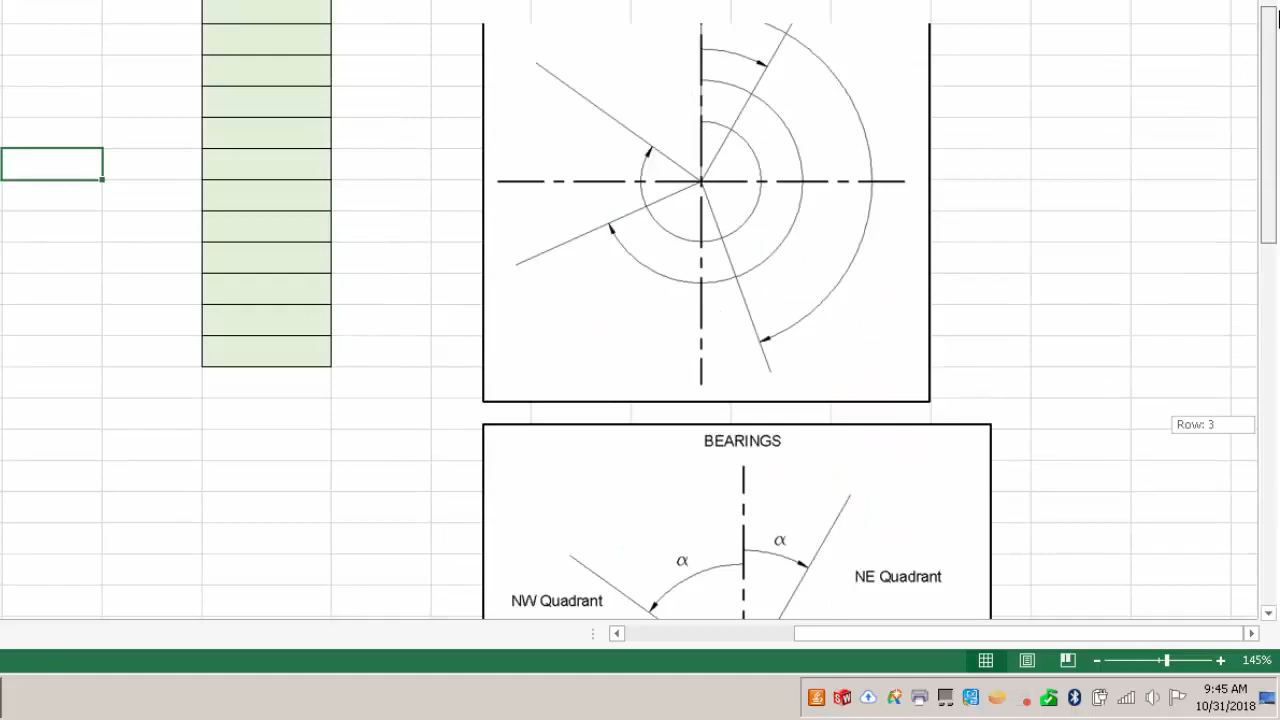 Row: 3
BEARINGS
α
α
NE Quadrant
NW Quadrant
145%
9:45 AM
10/31/2018